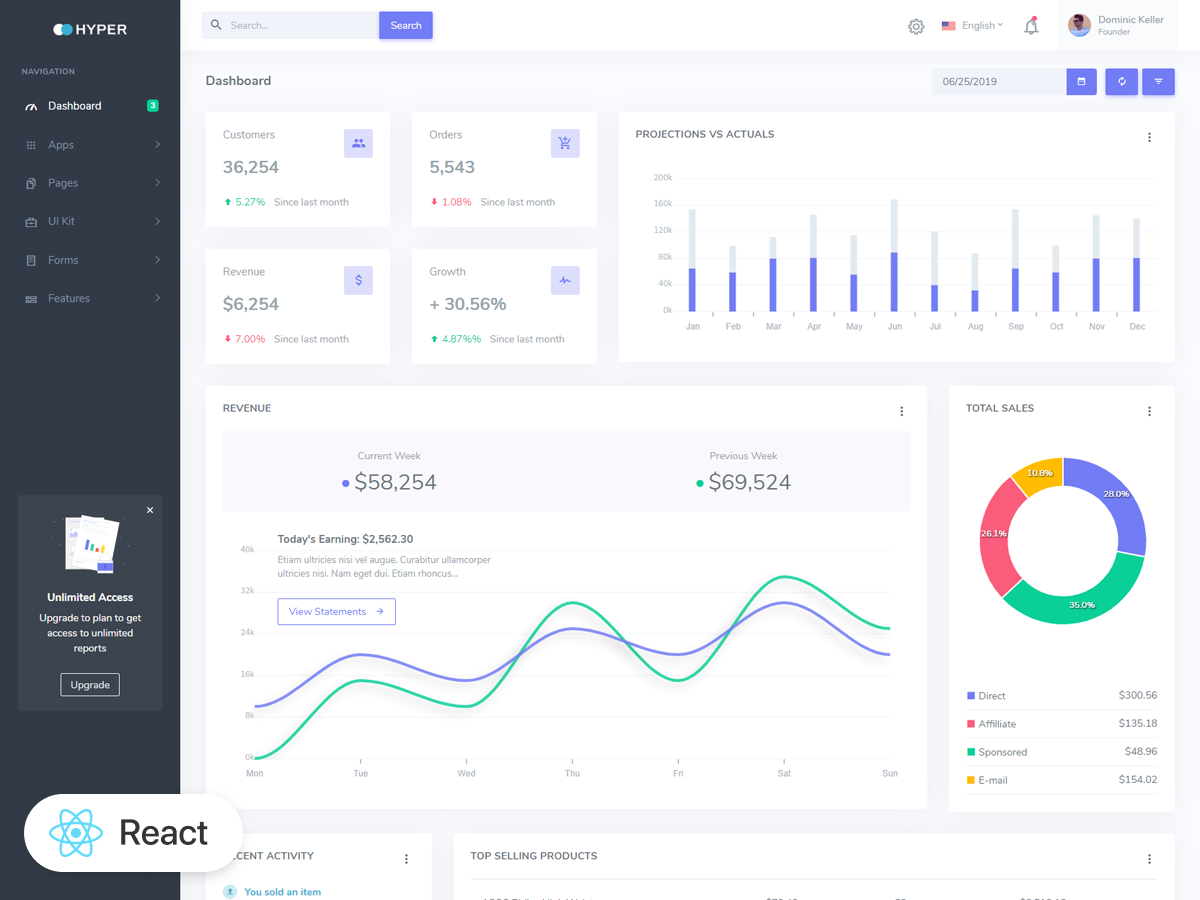 HYPER
NAVIGATION
Dashboard 3
Apps
Pages
UI Kit
Forms
Features
Unlimited Access
Upgrade to plan to get
access to unlimited
reports
Upgrade
React
Search... Search
English
Dominic Keller
Founder
Dashboard
06/25/2019
Customers
36,254
5.27% Since last month
Orders
5,543
1.08% Since last month
Revenue
$6,254
7.00% Since last month
Growth
+ 30.56%
4.87%% Since last month
PROJECTIONS VS ACTUALS
200k
160k
120k
80k
40k
0k
Jan Feb Mar Apr May Jun Jul Aug Sep Oct Nov Dec
REVENUE
Current Week
$58,254
Previous Week
$69,524
Today's Earning: $2,562.30
Etiam ultricies nisi vel augue. Curabitur ullamcorper
ultricies nisi. Nam eget dui. Etiam rhoncus...
View Statements
40k
32k
24k
16k
8k
0k
Mon Tue Wed Thu Fri Sat Sun
TOTAL SALES
10.8%
28.0%
26.1%
35.0%
Direct $300.56
Affilliate $135.18
Sponsored $48.96
E-mail $154.02
CENT ACTIVITY
You sold an item
TOP SELLING PRODUCTS